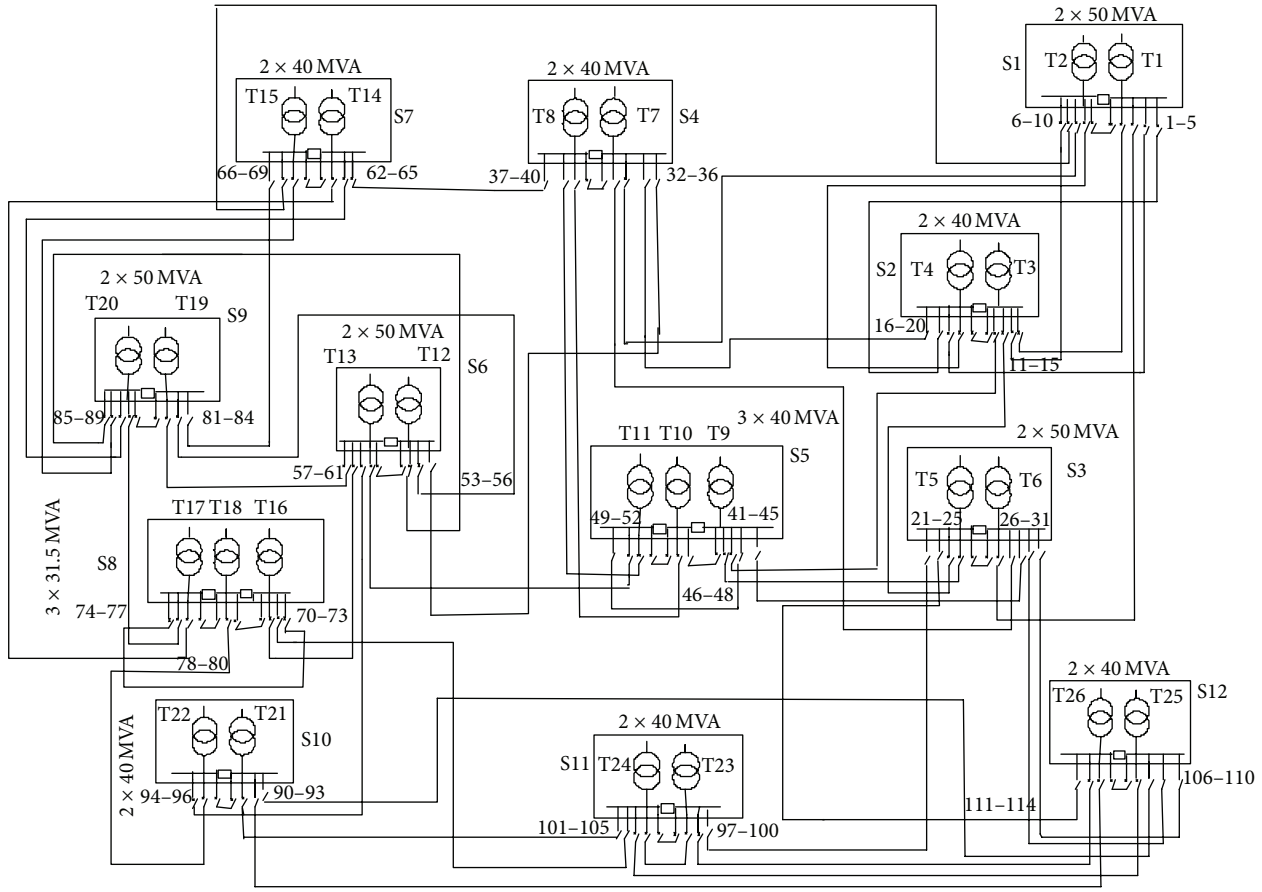 2 × 50 MVA
S1
T2
T1
6–10
1–5
2 × 40 MVA
T15
T14
S7
66–69
62–65
2 × 40 MVA
T8
T7
S4
37–40
32–36
2 × 40 MVA
S2
T4
T3
16–20
11–15
2 × 50 MVA
T20
T19
S9
85–89
81–84
2 × 50 MVA
T13
T12
S6
57–61
53–56
3 × 40 MVA
T11
T10
T9
S5
49–52
41–45
46–48
2 × 50 MVA
T5
T6
S3
21–25
26–31
3 × 31.5 MVA
T17
T18
T16
S8
74–77
70–73
78–80
2 × 40 MVA
T22
T21
S10
94–96
90–93
2 × 40 MVA
S11
T24
T23
101–105
97–100
2 × 40 MVA
T26
T25
S12
111–114
106–110